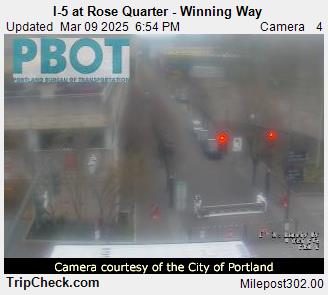 I-5 at Rose Quarter - Winning Way
Updated Mar 09 2025 6:54 PM Camera 4
PBOT
PORTLAND BUREAU OF TRANSPORTATION
Camera courtesy of the City of Portland
TripCheck.com Milepost302.00